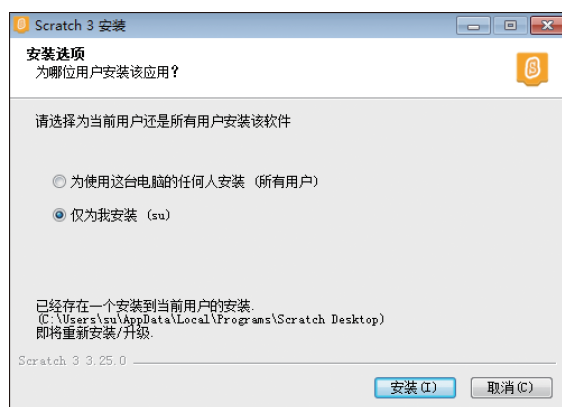 Scratch 3 安装
安装选项
为哪位用户安装该应用？
请选择为当前用户还是所有用户安装该软件
为使用这台电脑的任何人安装 (所有用户)
仅为我安装 (su)
已经存在一个安装到当前用户的安装.
(C:\Users\su\AppData\Local\Programs\Scratch Desktop)
即将重新安装/升级.
Scratch 3 3.25.0
安装(I) 取消(C)